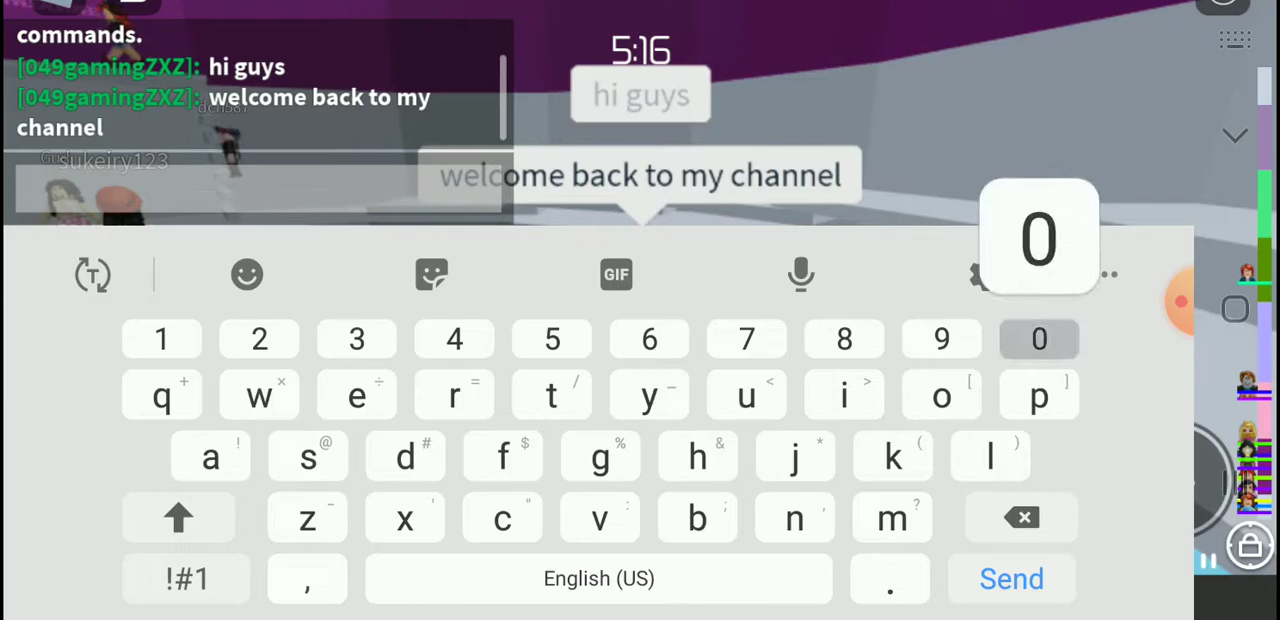 commands.
5:16
[049gamingZXZ]: hi guys
hi guys
[049gamingZXZ]: welcome back to my
channel
sukeiry123
welcome back to my channel
0
GIF
1 2 3 4 5 6 7 8 9 0
q + w × e ÷ r = t / y _ u < i > o [ p ]
a ! s @ d # f $ g % h & j * k ( l )
z - x ' c " v : b ; n , m ?
!#1 , English (US) . Send